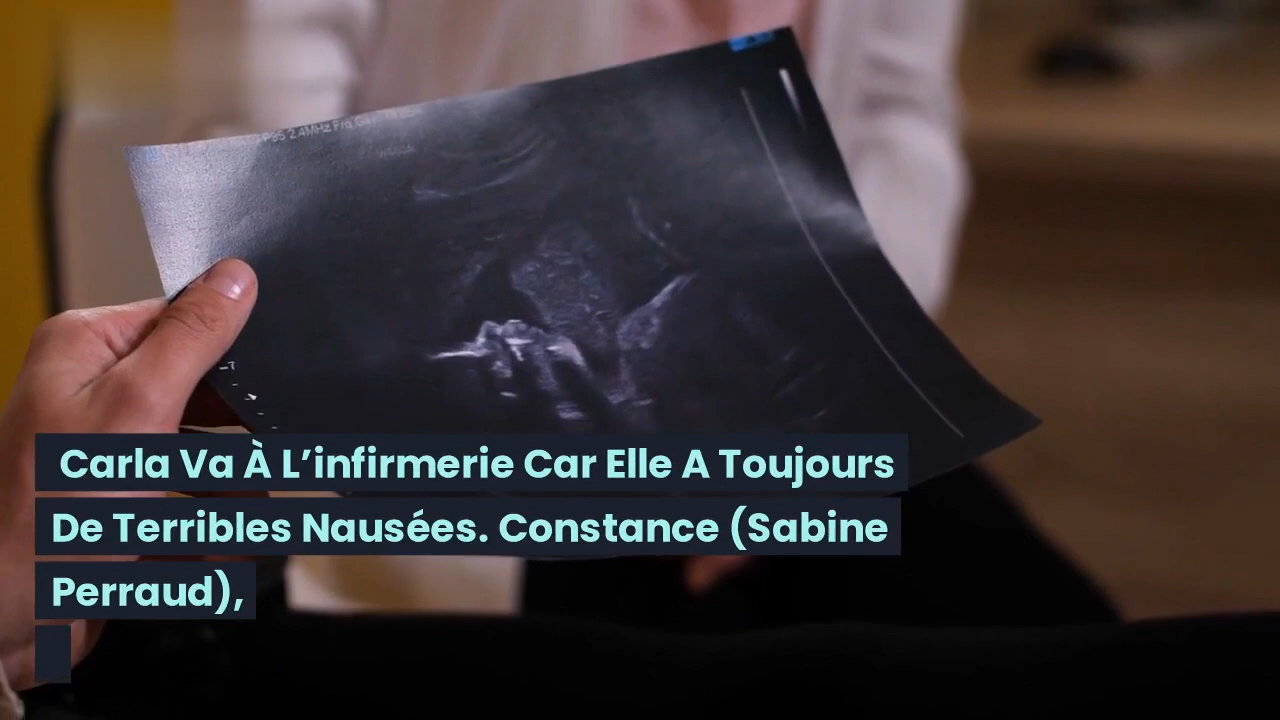 Carla Va À L’infirmerie Car Elle A Toujours
De Terribles Nausées. Constance (Sabine
Perraud),